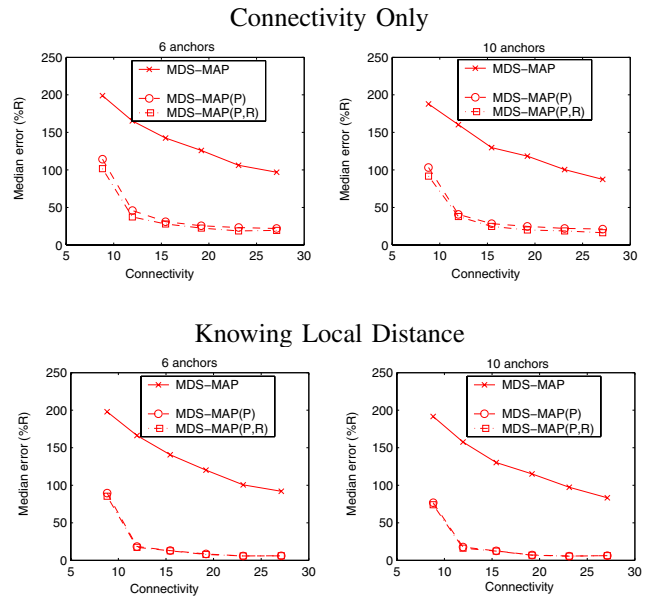 Connectivity Only
6 anchors
250
200
150
100
50
0
Median error (%R)
MDS-MAP
MDS-MAP(P)
MDS-MAP(P,R)
5 10 15 20 25 30
Connectivity
10 anchors
250
200
150
100
50
0
Median error (%R)
MDS-MAP
MDS-MAP(P)
MDS-MAP(P,R)
5 10 15 20 25 30
Connectivity
Knowing Local Distance
6 anchors
250
200
150
100
50
0
Median error (%R)
MDS-MAP
MDS-MAP(P)
MDS-MAP(P,R)
5 10 15 20 25 30
Connectivity
10 anchors
250
200
150
100
50
0
Median error (%R)
MDS-MAP
MDS-MAP(P)
MDS-MAP(P,R)
5 10 15 20 25 30
Connectivity